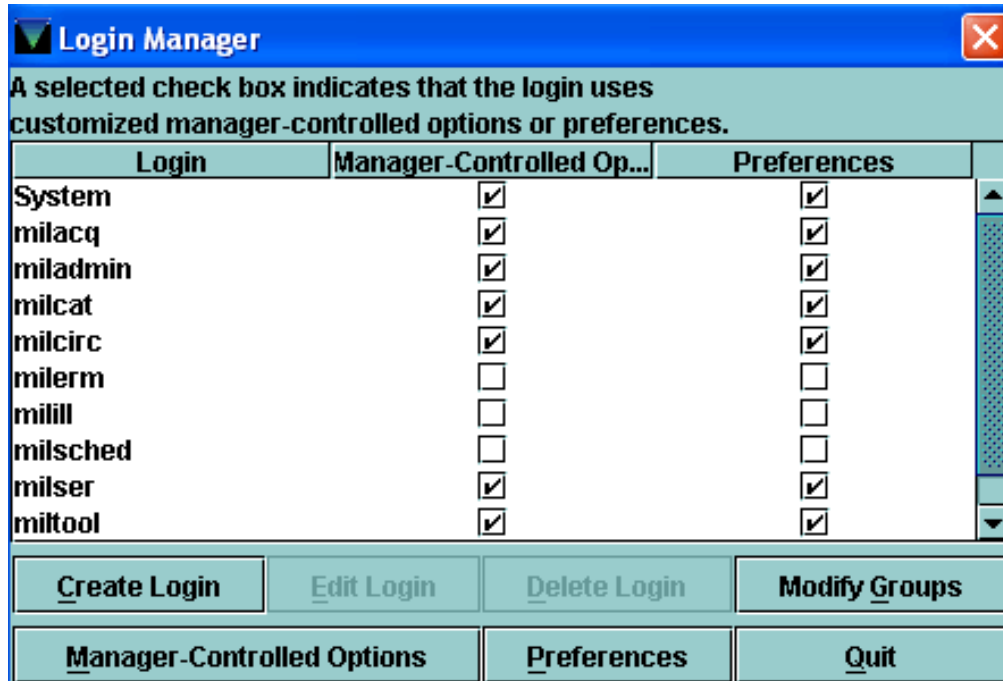 Login Manager
A selected check box indicates that the login uses
customized manager-controlled options or preferences.
Login Manager-Controlled Op... Preferences
System
milacq
miladmin
milcat
milcirc
milerm
milill
milsched
milser
miltool
Create Login Edit Login Delete Login Modify Groups
Manager-Controlled Options Preferences Quit